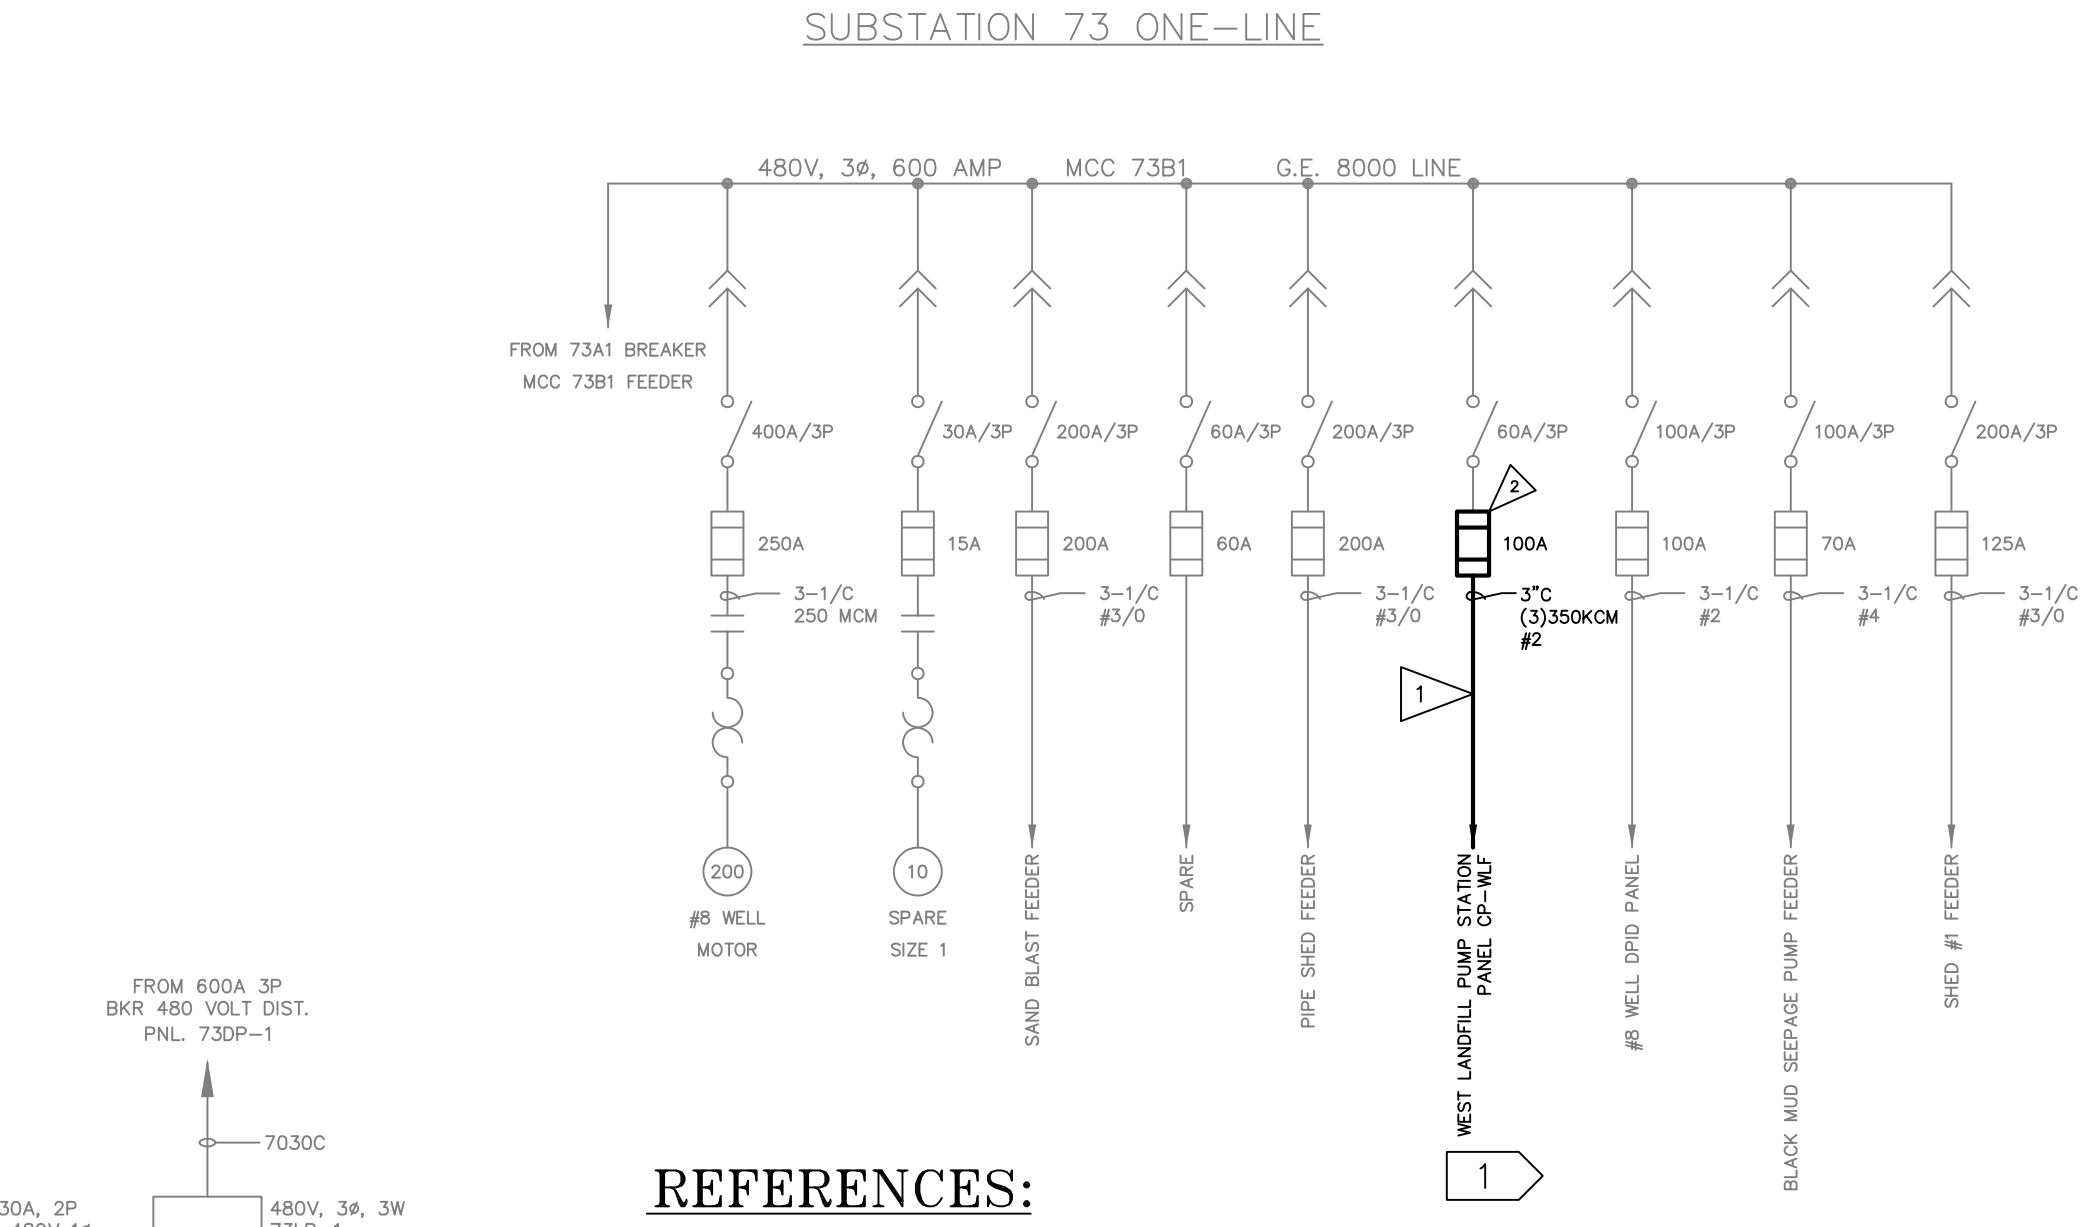 SUBSTATION 73 ONE-LINE
480V, 3ø, 600 AMP MCC 73B1 G.E. 8000 LINE
FROM 73A1 BREAKER
MCC 73B1 FEEDER
400A/3P 30A/3P 200A/3P 60A/3P 200A/3P 60A/3P 100A/3P 100A/3P 200A/3P
2
250A 15A 200A 60A 200A 100A 100A 70A 125A
3-1/C
250 MCM
3-1/C
#3/0
3-1/C
#3/0
3"C
(3)350KCM
#2
3-1/C
#2
3-1/C
#4
3-1/C
#3/0
1
200
#8 WELL
MOTOR
10
SPARE
SIZE 1
SAND BLAST FEEDER
SPARE
PIPE SHED FEEDER
WEST LANDFILL PUMP STATION
PANEL CP-WLF
#8 WELL DPID PANEL
BLACK MUD SEEPAGE PUMP FEEDER
SHED #1 FEEDER
1
FROM 600A 3P
BKR 480 VOLT DIST.
PNL. 73DP-1
7030C
30A, 2P
480V, 3ø, 3W
REFERENCES: